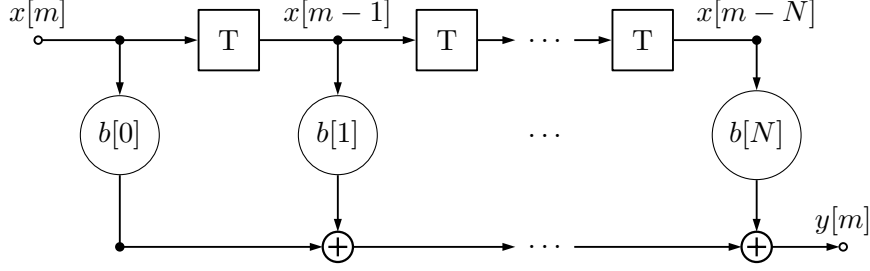 x[m] x[m − 1] x[m − N]
T T ··· T
b[0] b[1] ··· b[N]
y[m]
+ ··· +